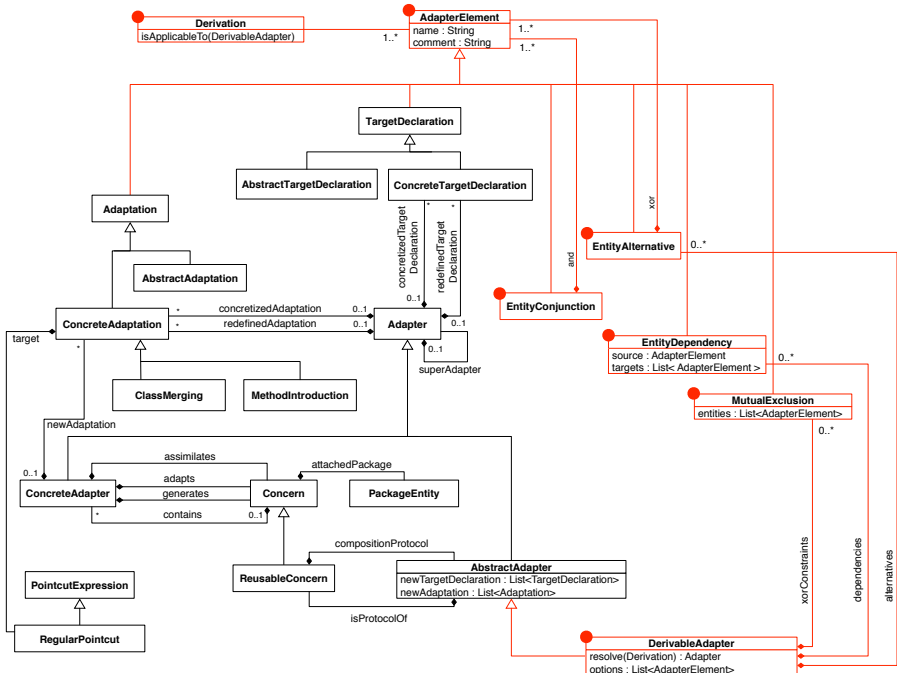 Derivation
isApplicableTo(DerivableAdapter)
1..*
AdapterElement
name : String
comment : String
1..*
1..*
TargetDeclaration
AbstractTargetDeclaration
ConcreteTargetDeclaration
*
*
concretizedTarget
Declaration
redefinedTarget
Declaration
0..1
0..1
xor
and
EntityAlternative
0..*
EntityConjunction
Adaptation
AbstractAdaptation
ConcreteAdaptation
*
concretizedAdaptation
0..1
*
redefinedAdaptation
0..1
Adapter
0..1
superAdapter
target
*
ClassMerging
MethodIntroduction
EntityDependency
source : AdapterElement
targets : List< AdapterElement >
0..*
MutualExclusion
entities : List<AdapterElement>
0..*
newAdaptation
0..1
assimilates
adapts
generates
contains
*
0..1
ConcreteAdapter
Concern
attachedPackage
PackageEntity
compositionProtocol
ReusableConcern
isProtocolOf
AbstractAdapter
newTargetDeclaration : List<TargetDeclaration>
newAdaptation : List<Adaptation>
PointcutExpression
RegularPointcut
xorConstraints
dependencies
alternatives
DerivableAdapter
resolve(Derivation) : Adapter
options : List<AdapterElement>